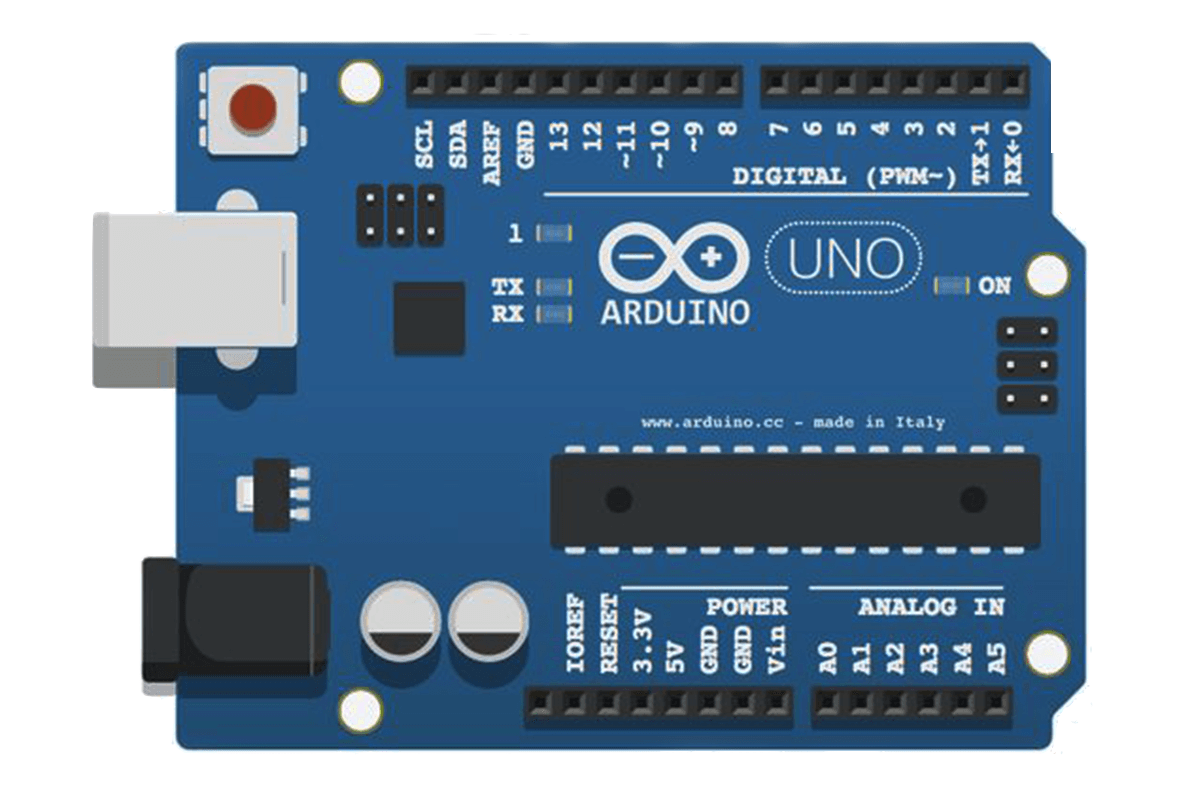 SCL
SDA
AREF
GND
13
12
~11
~10
~9
8
7
6
5
4
3
2
TX→1
RX←0
DIGITAL (PWM~)
1
TX
RX
ARDUINO
UNO
ON
www.arduino.cc - made in Italy
POWER
ANALOG IN
IOREF
RESET
3.3V
5V
GND
GND
Vin
A0
A1
A2
A3
A4
A5